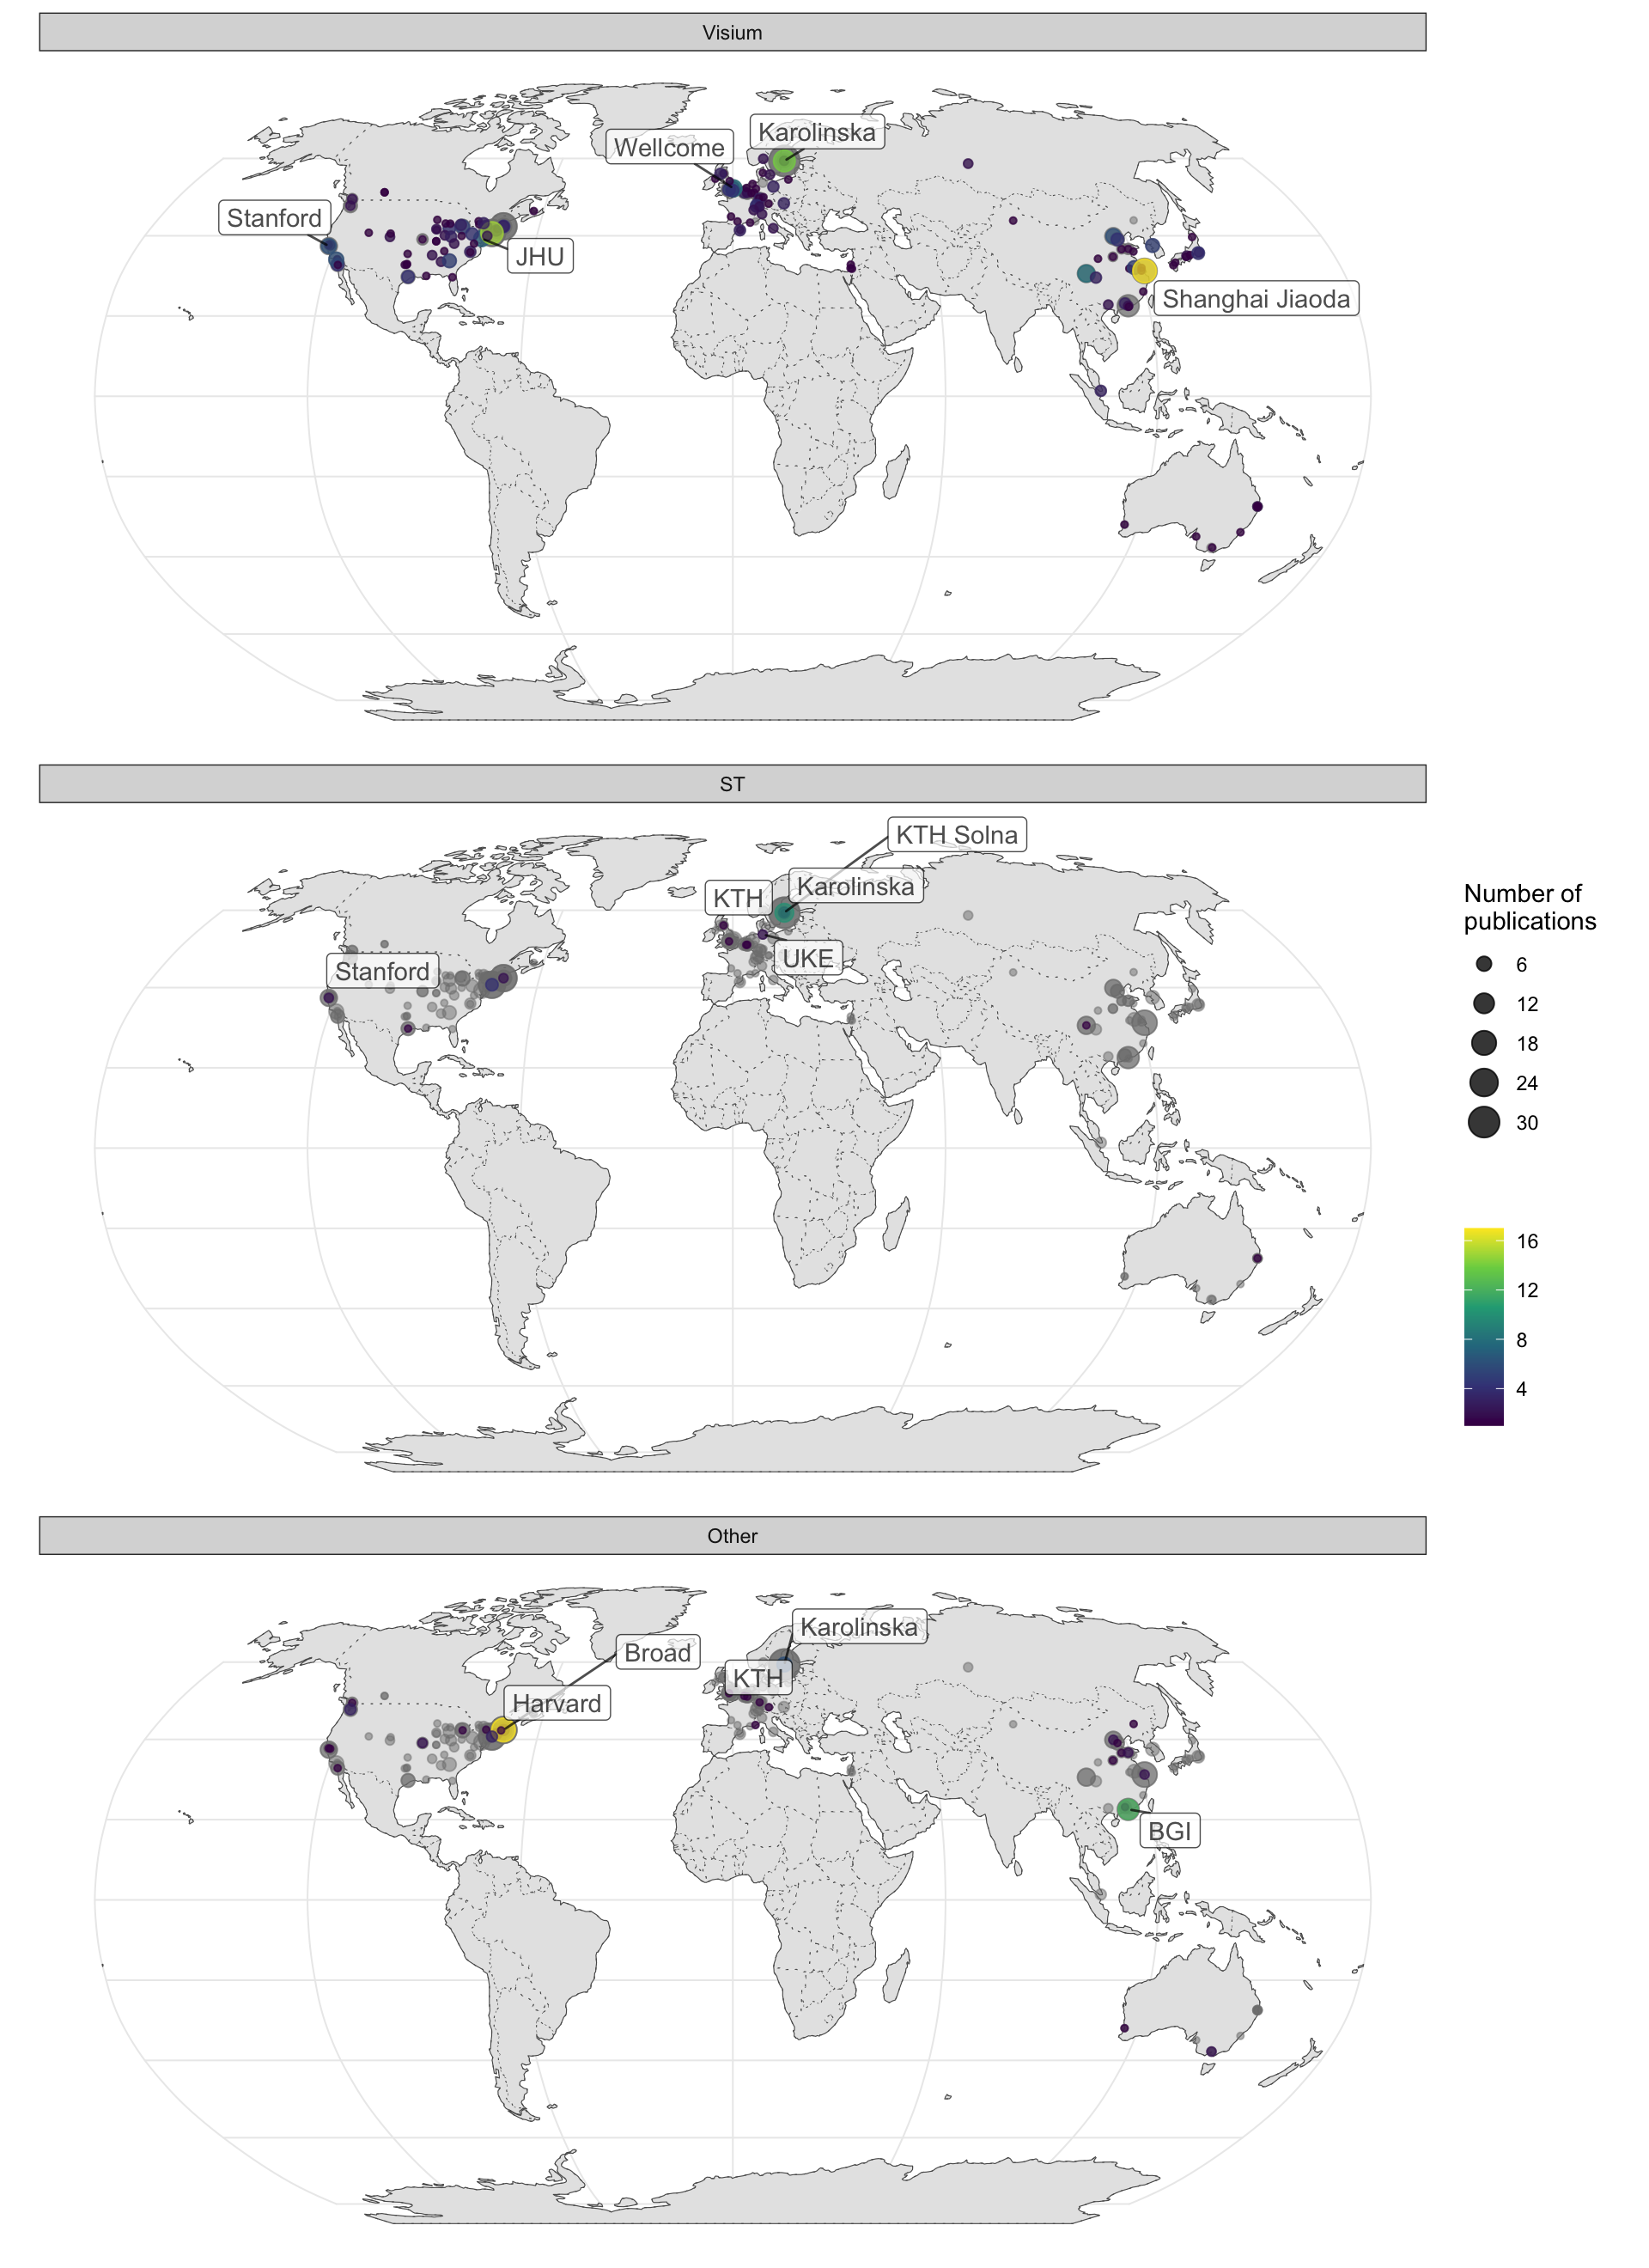 Visium
Karolinska
Wellcome
Stanford
JHU
Shanghai Jiaoda
ST
KTH Solna
Karolinska
KTH
UKE
Stanford
Number of
publications
6
12
18
24
30
16
12
8
4
Other
Karolinska
Broad
KTH
Harvard
BGI